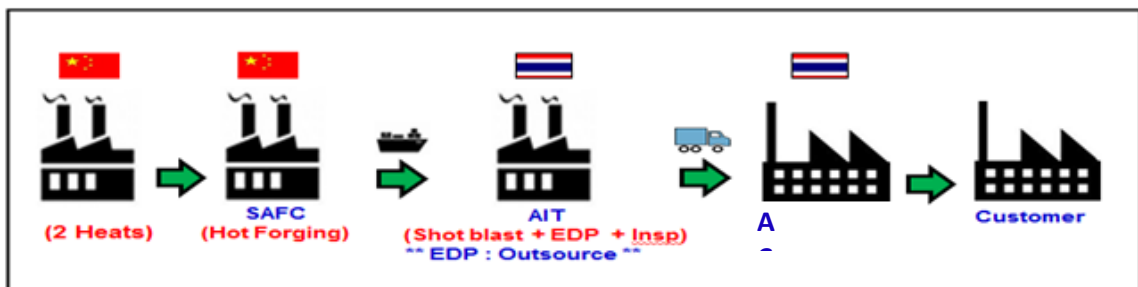 (2 Heats)
SAFC
(Hot Forging)
AIT
(Shot blast + EDP + Insp)
** EDP : Outsource **
A
Customer